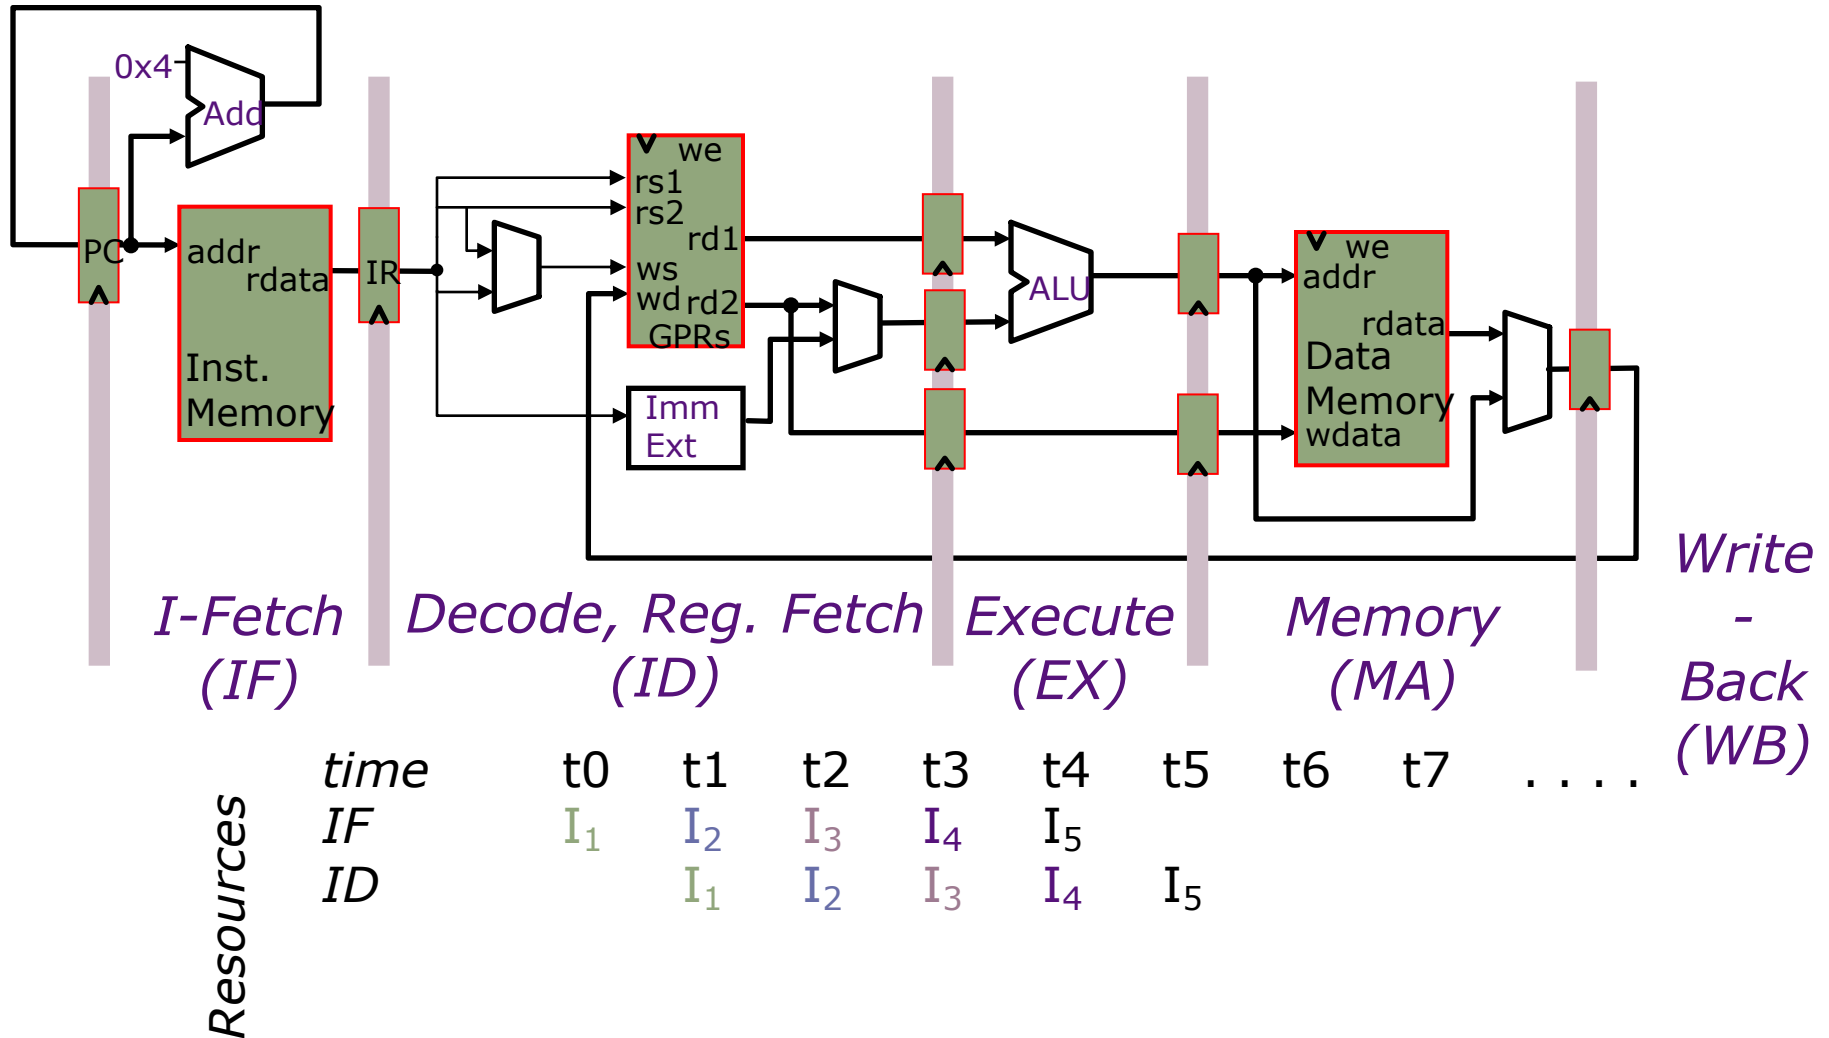 0x4
Add
PC
addr
rdata
Inst.
Memory
IR
we
rs1
rs2
rd1
ws
wd rd2
GPRs
Imm
Ext
ALU
we
addr
rdata
Data
Memory
wdata
I-Fetch
(IF)
Decode, Reg. Fetch
(ID)
Execute
(EX)
Memory
(MA)
Write
-
Back
(WB)
time t0 t1 t2 t3 t4 t5 t6 t7 . . . .
IF I₁ I₂ I₃ I₄ I₅
ID I₁ I₂ I₃ I₄ I₅
Resources